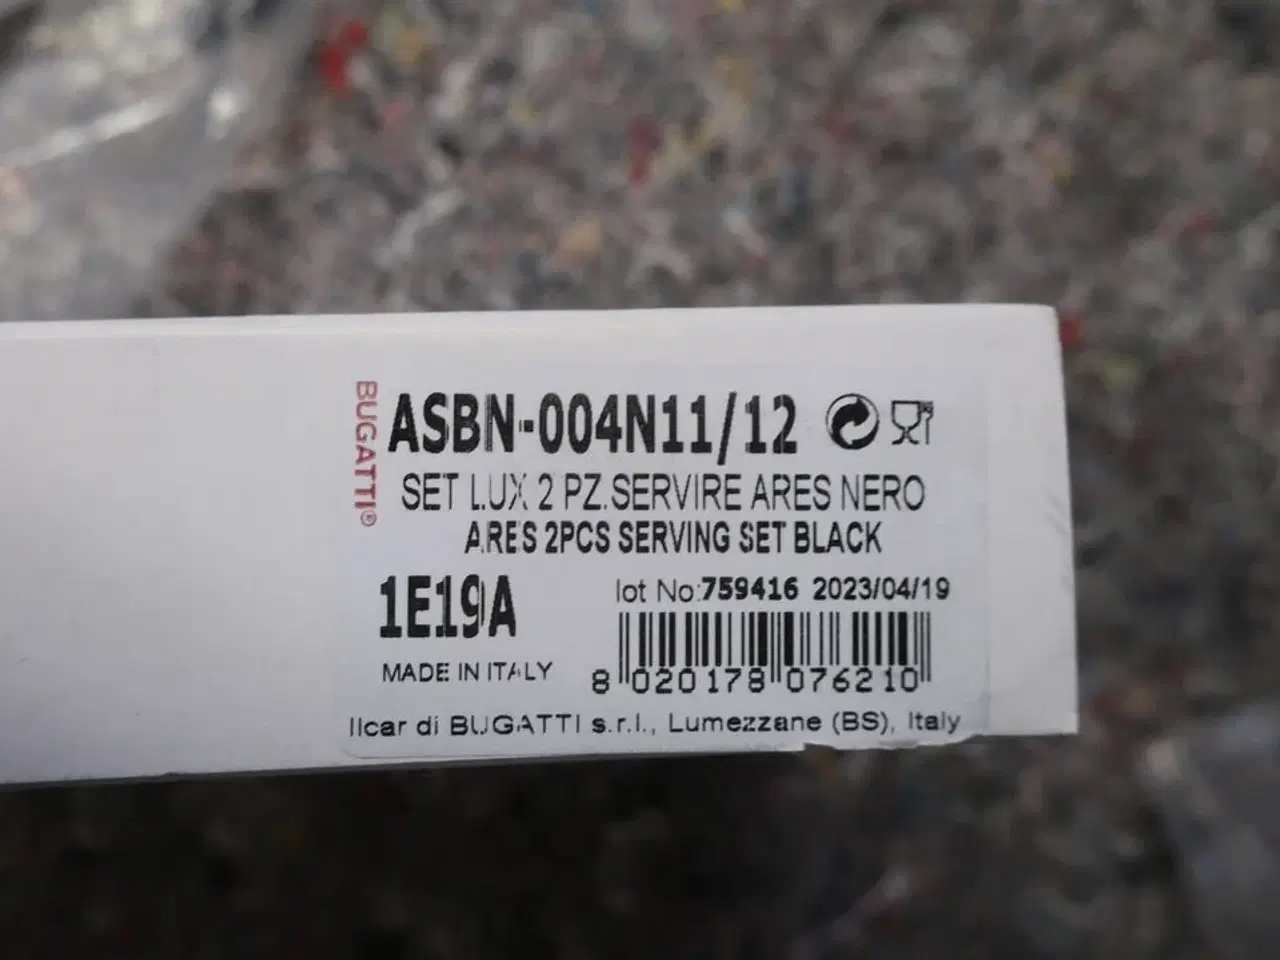 BUGATTI®
ASBN-004N11/12
SET LUX 2 PZ.SERVIRE ARES NERO
ARES 2PCS SERVING SET BLACK
1E19A
lot No:759416 2023/04/19
8 020178 076210
MADE IN ITALY
Ilcar di BUGATTI s.r.l., Lumezzane (BS), Italy